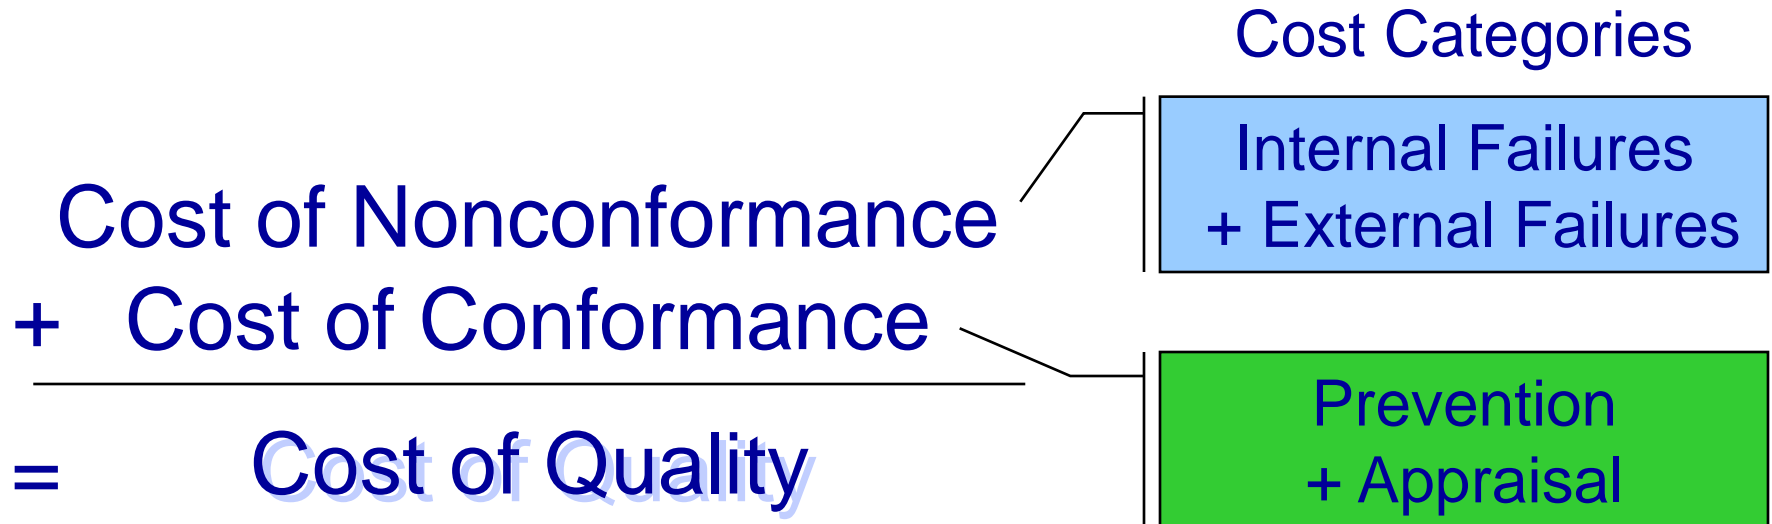 Cost Categories
Internal Failures
+ External Failures
Cost of Nonconformance
+ Cost of Conformance
Prevention
+ Appraisal
= Cost of Quality